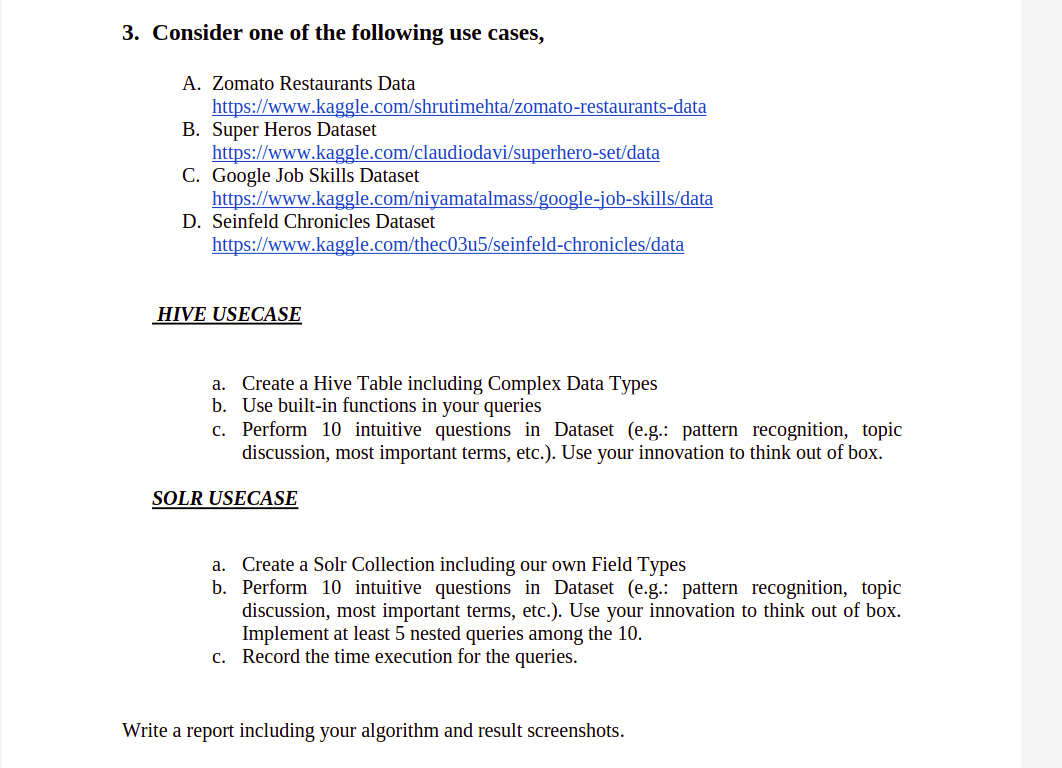 3. Consider one of the following use cases,
A. Zomato Restaurants Data
https://www.kaggle.com/shrutimehta/zomato-restaurants-data
B. Super Heros Dataset
https://www.kaggle.com/claudiodavi/superhero-set/data
C. Google Job Skills Dataset
https://www.kaggle.com/niyamatalmass/google-job-skills/data
D. Seinfeld Chronicles Dataset
https://www.kaggle.com/thec03u5/seinfeld-chronicles/data
HIVE USECASE
a. Create a Hive Table including Complex Data Types
b. Use built-in functions in your queries
c. Perform 10 intuitive questions in Dataset (e.g.: pattern recognition, topic
discussion, most important terms, etc.). Use your innovation to think out of box.
SOLR USECASE
a. Create a Solr Collection including our own Field Types
b. Perform 10 intuitive questions in Dataset (e.g.: pattern recognition, topic
discussion, most important terms, etc.). Use your innovation to think out of box.
Implement at least 5 nested queries among the 10.
c. Record the time execution for the queries.
Write a report including your algorithm and result screenshots.